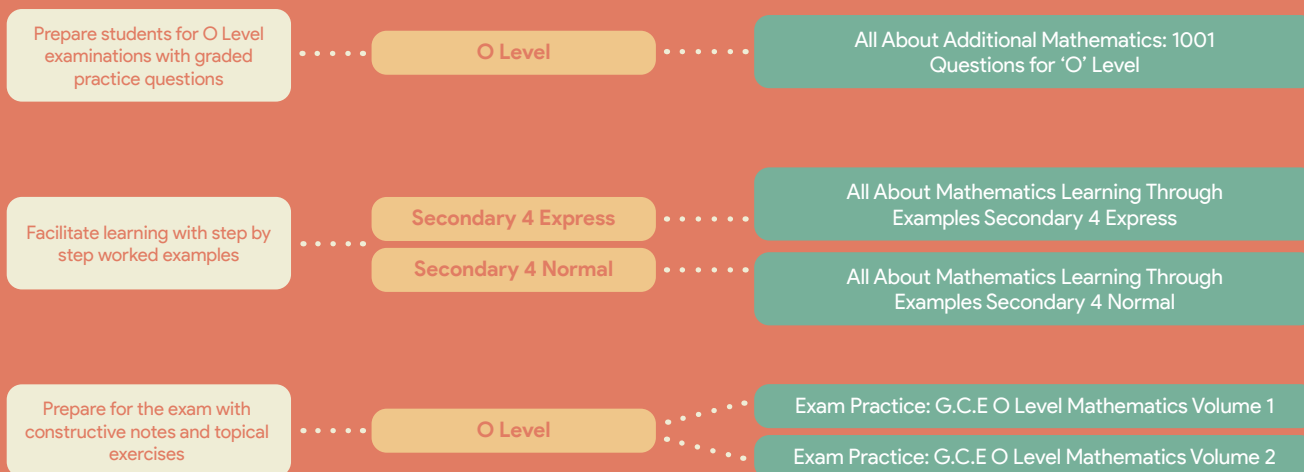 Prepare students for O Level
examinations with graded
practice questions
O Level
All About Additional Mathematics: 1001
Questions for ‘O’ Level
Facilitate learning with step by
step worked examples
Secondary 4 Express
All About Mathematics Learning Through
Examples Secondary 4 Express
Secondary 4 Normal
All About Mathematics Learning Through
Examples Secondary 4 Normal
Prepare for the exam with
constructive notes and topical
exercises
O Level
Exam Practice: G.C.E O Level Mathematics Volume 1
Exam Practice: G.C.E O Level Mathematics Volume 2